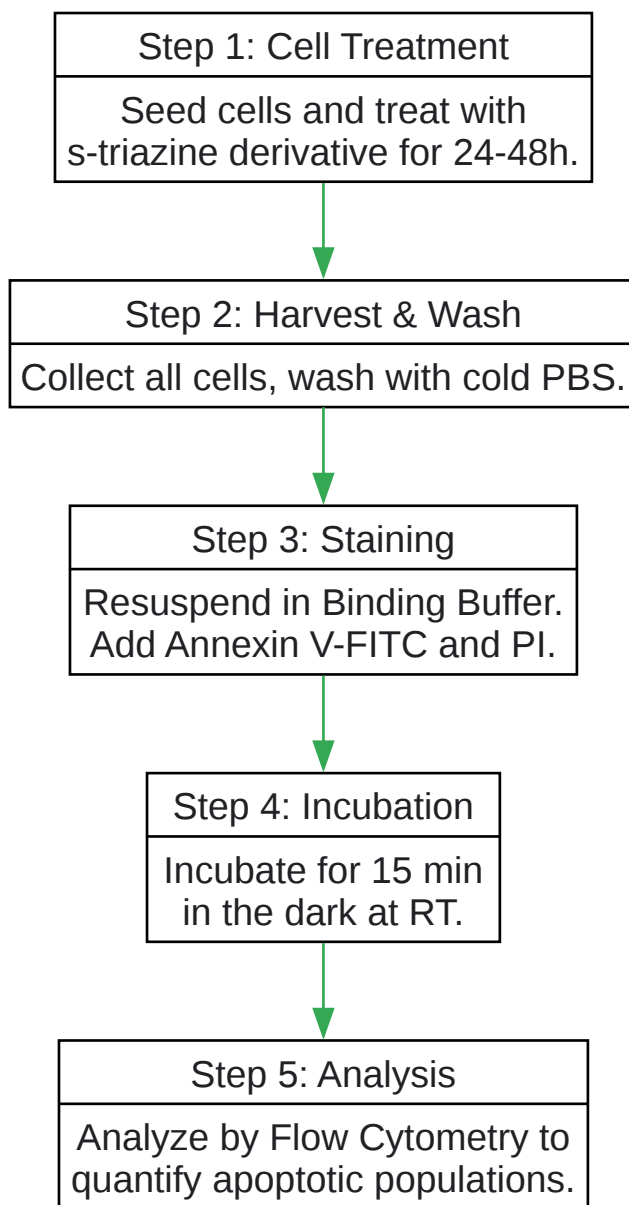 Step 1: Cell Treatment
Seed cells and treat with
s-triazine derivative for 24-48h.
Step 2: Harvest & Wash
Collect all cells, wash with cold PBS.
Step 3: Staining
Resuspend in Binding Buffer.
Add Annexin V-FITC and PI.
Step 4: Incubation
Incubate for 15 min
in the dark at RT.
Step 5: Analysis
Analyze by Flow Cytometry to
quantify apoptotic populations.